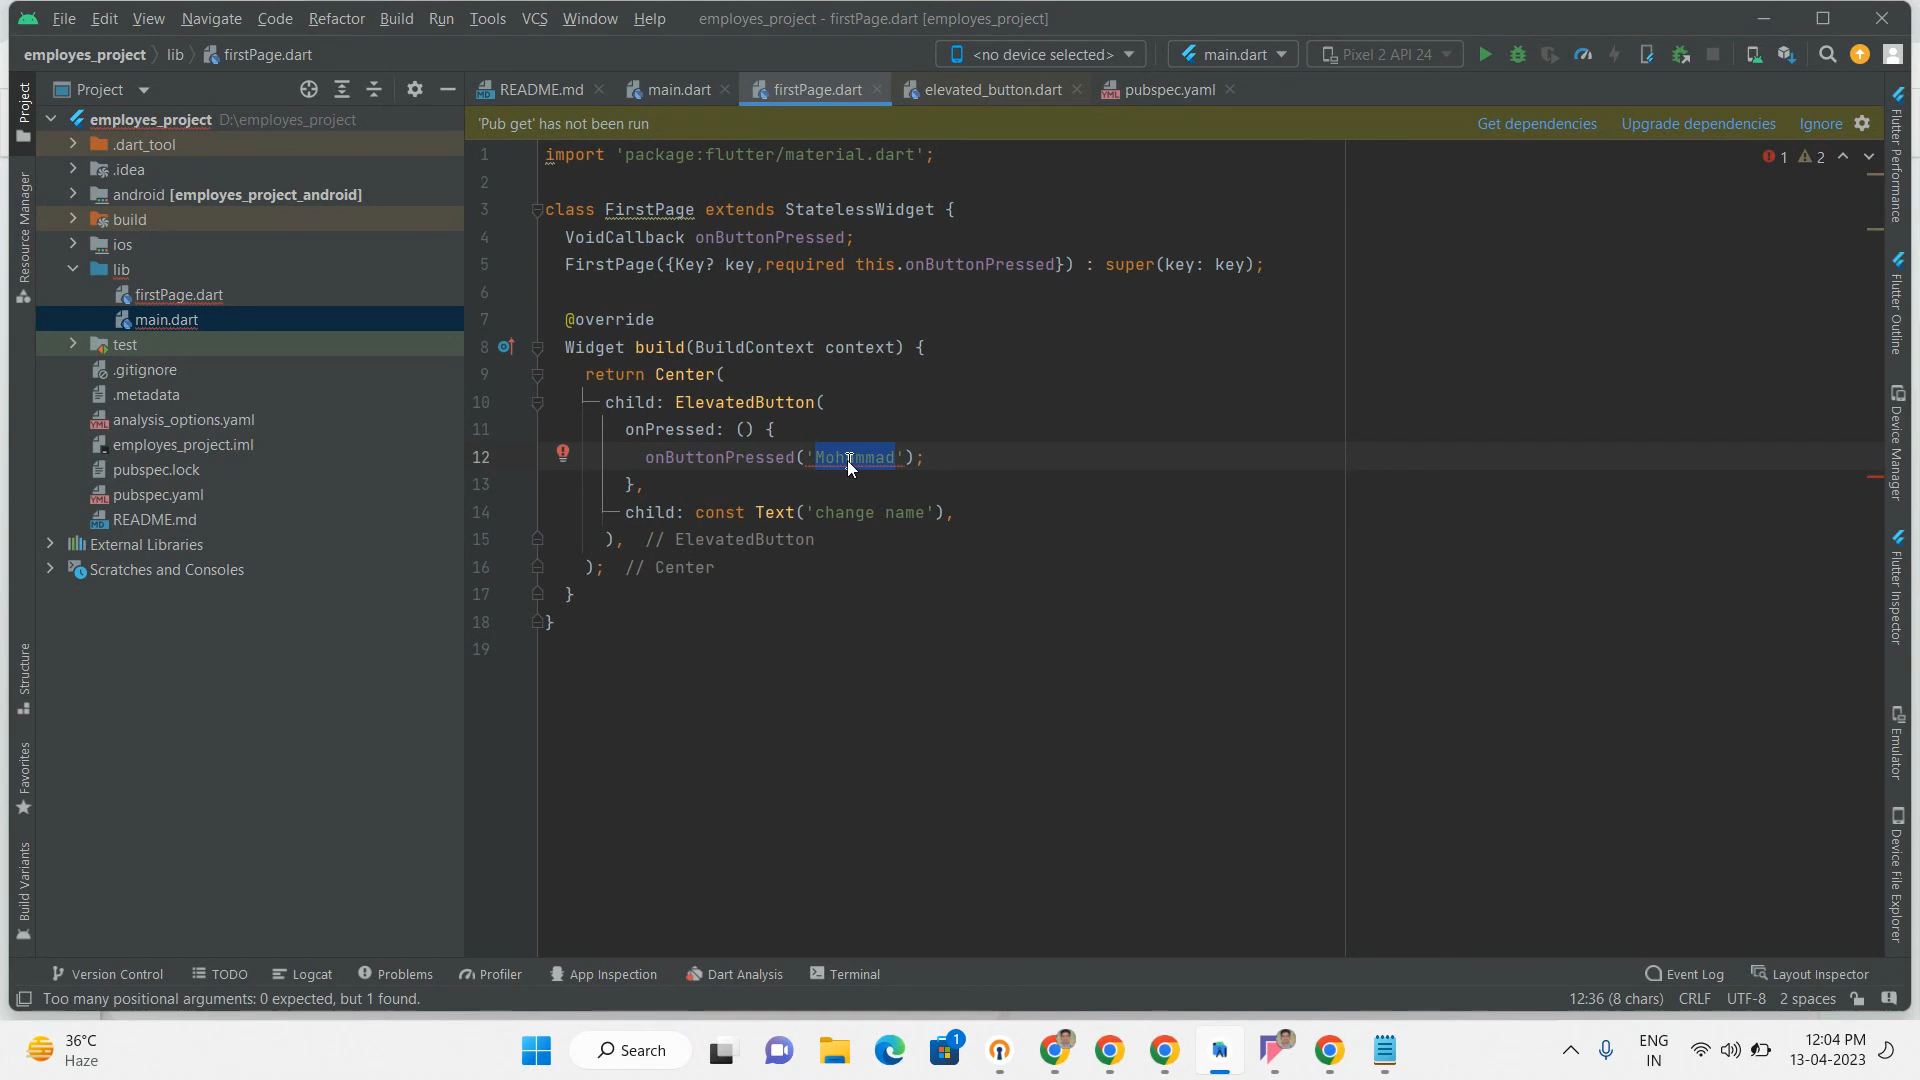 File Edit View Navigate Code Refactor Build Run Tools VCS Window Help employes_project - firstPage.dart [employes_project]
employes_project lib firstPage.dart <no device selected> main.dart Pixel 2 API 24
Project README.md main.dart firstPage.dart elevated_button.dart pubspec.yaml
'Pub get' has not been run Get dependencies Upgrade dependencies Ignore
employes_project D:\employes_project
.dart_tool
.idea
android [employes_project_android]
build
ios
lib
firstPage.dart
main.dart
test
.gitignore
.metadata
analysis_options.yaml
employes_project.iml
pubspec.lock
pubspec.yaml
README.md
External Libraries
Scratches and Consoles
Project
Resource Manager
Structure
Favorites
Build Variants
1 import 'package:flutter/material.dart';
2
3 class FirstPage extends StatelessWidget {
4 VoidCallback onButtonPressed;
5 FirstPage({Key? key,required this.onButtonPressed}) : super(key: key);
6
7 @override
8 Widget build(BuildContext context) {
9 return Center(
10 child: ElevatedButton(
11 onPressed: () {
12 onButtonPressed('Mohammad');
13 },
14 child: const Text('change name'),
15 ), // ElevatedButton
16 ); // Center
17 }
18 }
19
1 2
Flutter Performance
Flutter Outline
Device Manager
Flutter Inspector
Emulator
Device File Explorer
Version Control TODO Logcat Problems Profiler App Inspection Dart Analysis Terminal Event Log Layout Inspector
Too many positional arguments: 0 expected, but 1 found. 12:36 (8 chars) CRLF UTF-8 2 spaces
36°C
Haze
Search
1
ENG
IN
12:04 PM
13-04-2023